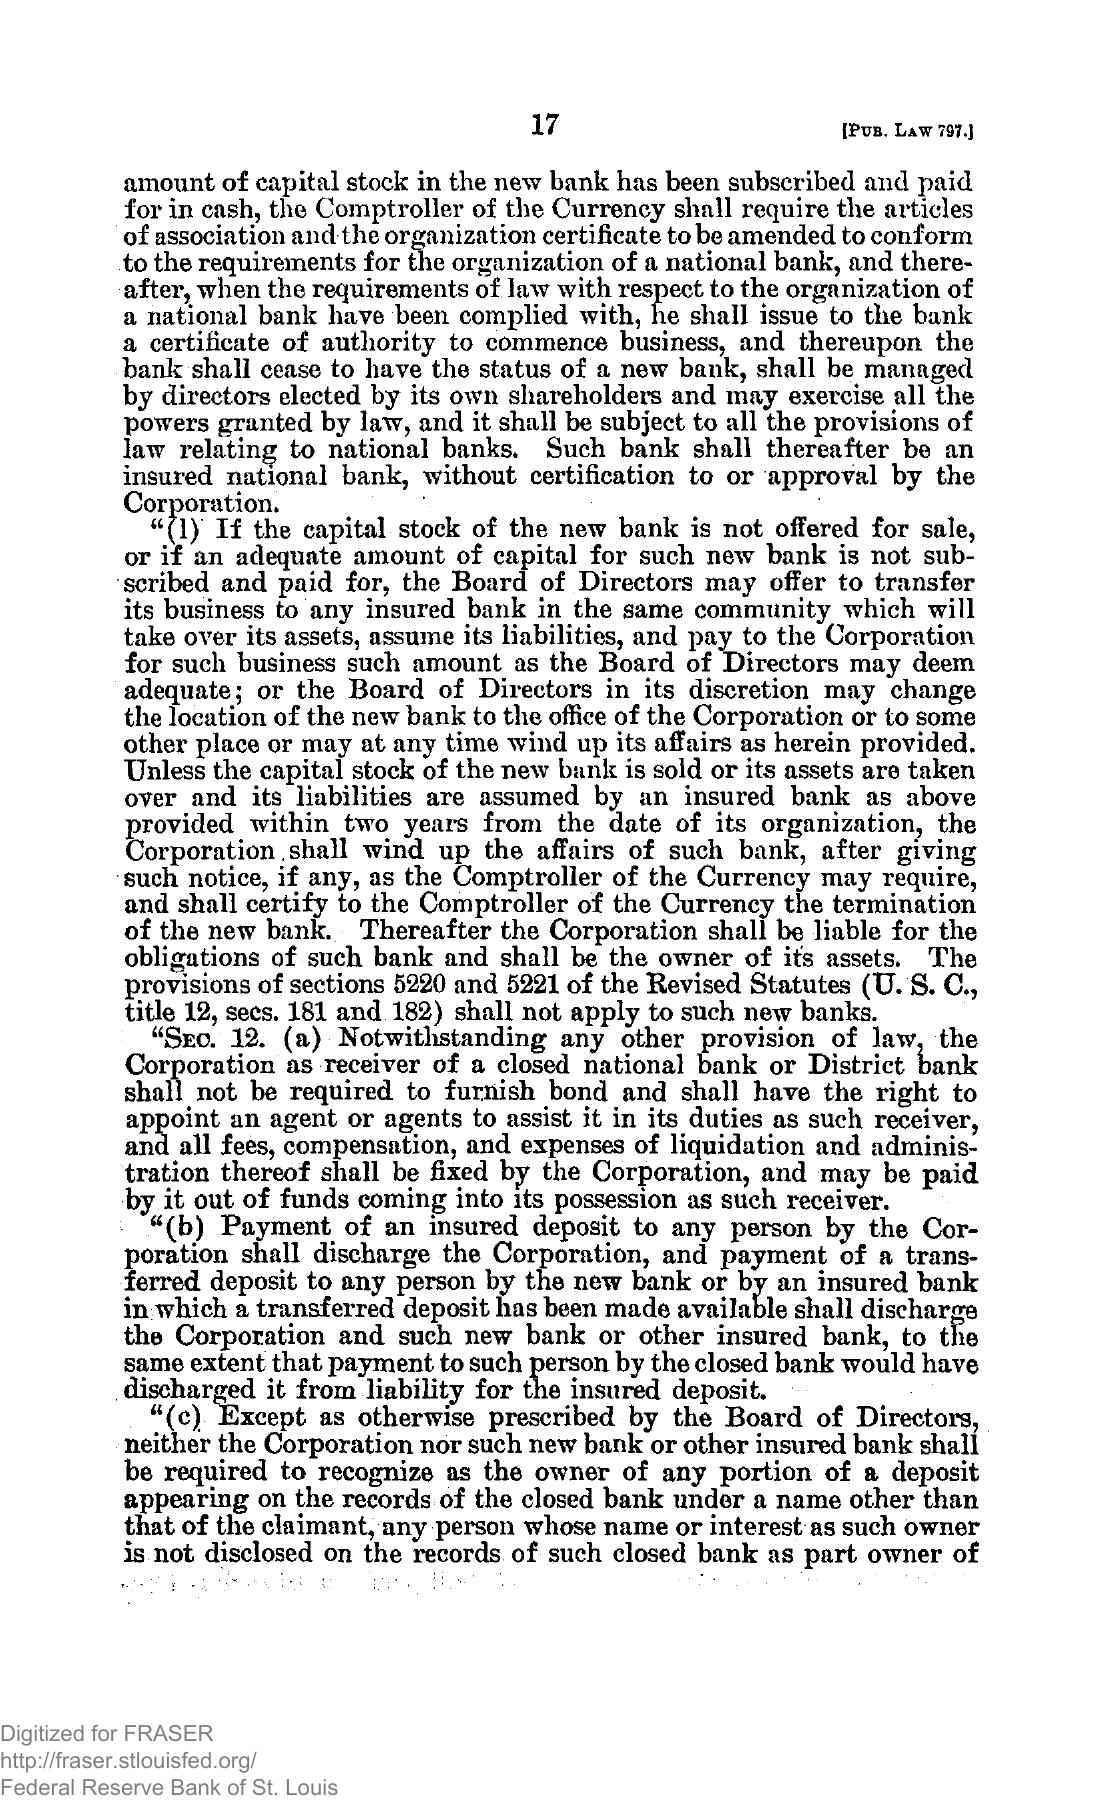 17
[PUB. LAW 797.]
amount of capital stock in the new bank has been subscribed and paid
for in cash, the Comptroller of the Currency shall require the articles
of association and the organization certificate to be amended to conform
to the requirements for the organization of a national bank, and there-
after, when the requirements of law with respect to the organization of
a national bank have been complied with, he shall issue to the bank
a certificate of authority to commence business, and thereupon the
bank shall cease to have the status of a new bank, shall be managed
by directors elected by its own shareholders and may exercise all the
powers granted by law, and it shall be subject to all the provisions of
law relating to national banks. Such bank shall thereafter be an
insured national bank, without certification to or approval by the
Corporation.
"(l) If the capital stock of the new bank is not offered for sale,
or if an adequate amount of capital for such new bank is not sub-
scribed and paid for, the Board of Directors may offer to transfer
its business to any insured bank in the same community which will
take over its assets, assume its liabilities, and pay to the Corporation
for such business such amount as the Board of Directors may deem
adequate; or the Board of Directors in its discretion may change
the location of the new bank to the office of the Corporation or to some
other place or may at any time wind up its affairs as herein provided.
Unless the capital stock of the new bank is sold or its assets are taken
over and its liabilities are assumed by an insured bank as above
provided within two years from the date of its organization, the
Corporation shall wind up the affairs of such bank, after giving
such notice, if any, as the Comptroller of the Currency may require,
and shall certify to the Comptroller of the Currency the termination
of the new bank. Thereafter the Corporation shall be liable for the
obligations of such bank and shall be the owner of its assets. The
provisions of sections 5220 and 5221 of the Revised Statutes (U. S. C.,
title 12, secs. 181 and 182) shall not apply to such new banks.
"SEC. 12. (a) Notwithstanding any other provision of law, the
Corporation as receiver of a closed national bank or District bank
shall not be required to furnish bond and shall have the right to
appoint an agent or agents to assist it in its duties as such receiver,
and all fees, compensation, and expenses of liquidation and adminis-
tration thereof shall be fixed by the Corporation, and may be paid
by it out of funds coming into its possession as such receiver.
"(b) Payment of an insured deposit to any person by the Cor-
poration shall discharge the Corporation, and payment of a trans-
ferred deposit to any person by the new bank or by an insured bank
in which a transferred deposit has been made available shall discharge
the Corporation and such new bank or other insured bank, to the
same extent that payment to such person by the closed bank would have
discharged it from liability for the insured deposit.
"(c) Except as otherwise prescribed by the Board of Directors,
neither the Corporation nor such new bank or other insured bank shall
be required to recognize as the owner of any portion of a deposit
appearing on the records of the closed bank under a name other than
that of the claimant, any person whose name or interest as such owner
is not disclosed on the records of such closed bank as part owner of
Digitized for FRASER
http://fraser.stlouisfed.org/
Federal Reserve Bank of St. Louis